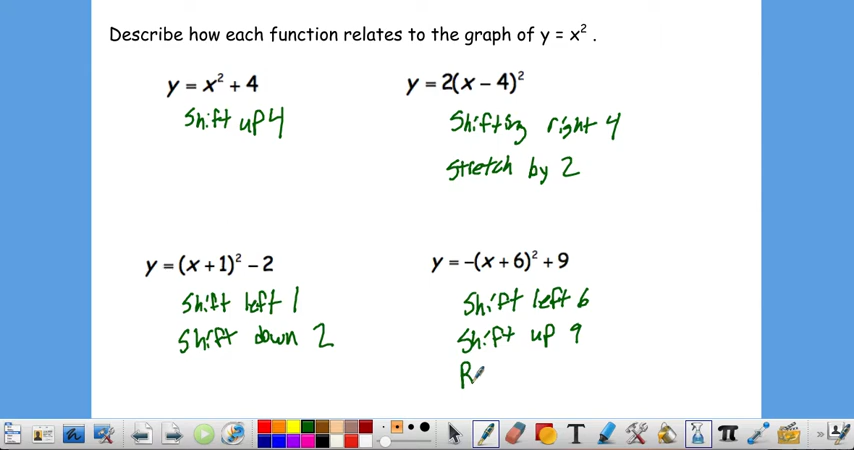 Describe how each function relates to the graph of y = x².
y = x² + 4
Shift up 4
y = 2(x – 4)²
Shifting right 4
Stretch by 2
y = (x + 1)² – 2
Shift left 1
Shift down 2
y = –(x + 6)² + 9
Shift left 6
Shift up 9
R